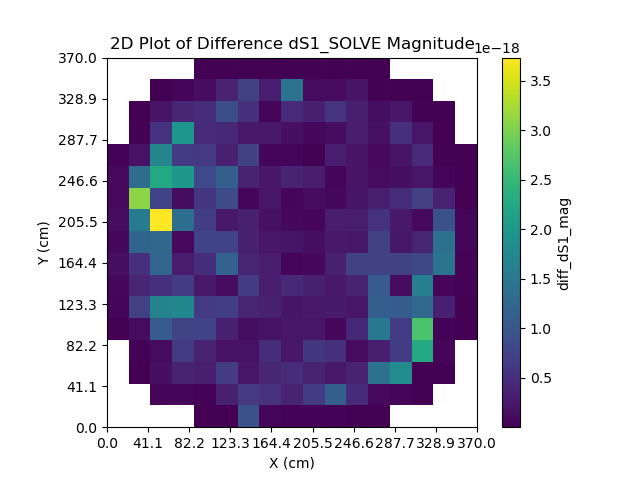 2D Plot of Difference dS1_SOLVE Magnitude
1e−18
370.0
328.9
287.7
246.6
205.5
164.4
123.3
82.2
41.1
0.0
Y (cm)
0.0 41.1 82.2 123.3 164.4 205.5 246.6 287.7 328.9 370.0
X (cm)
3.5
3.0
2.5
2.0
1.5
1.0
0.5
diff_dS1_mag